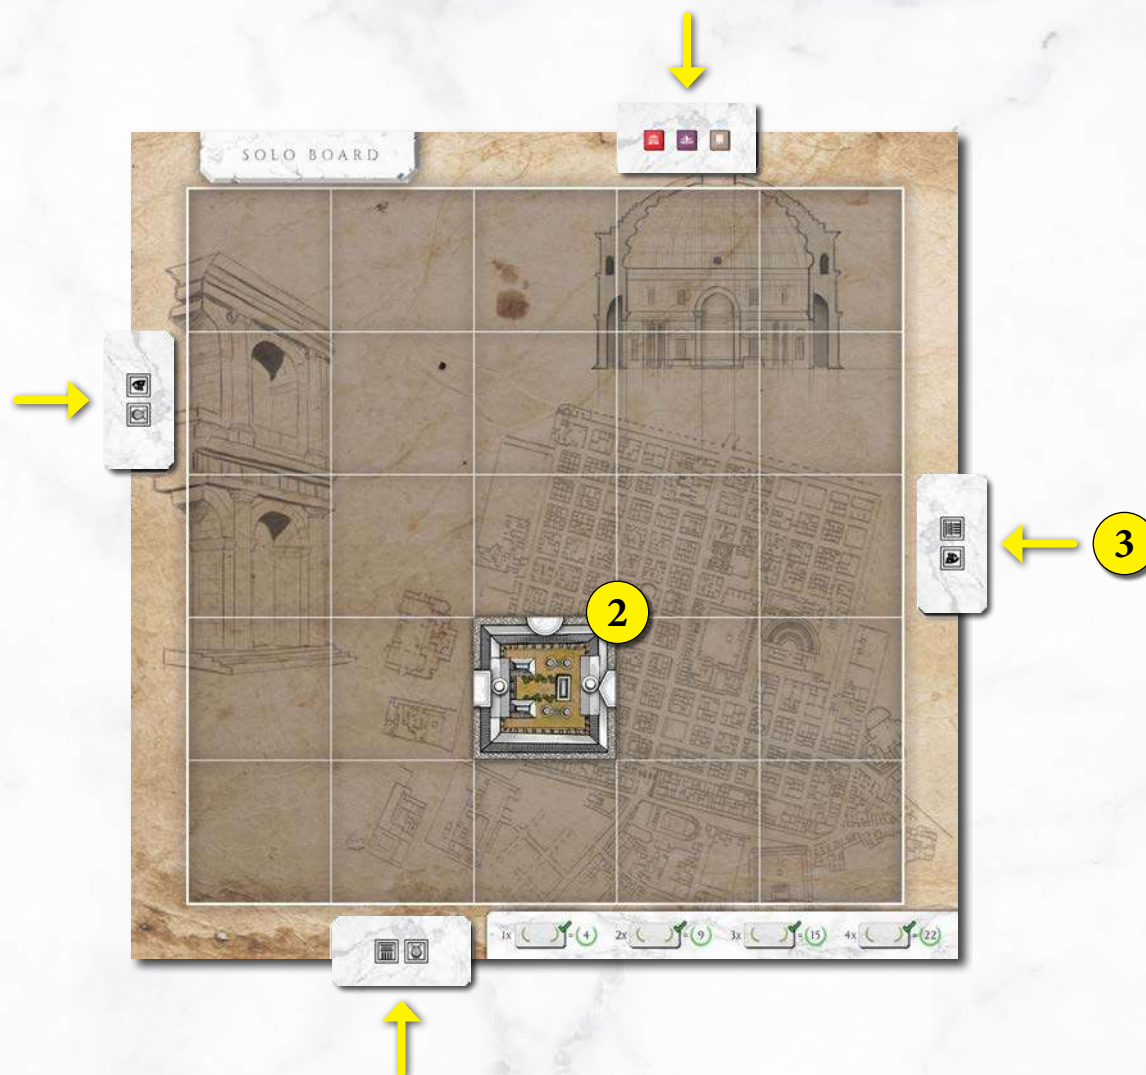 SOLO BOARD
3
2
1x = 4 2x = 9 3x = 15 4x = 22